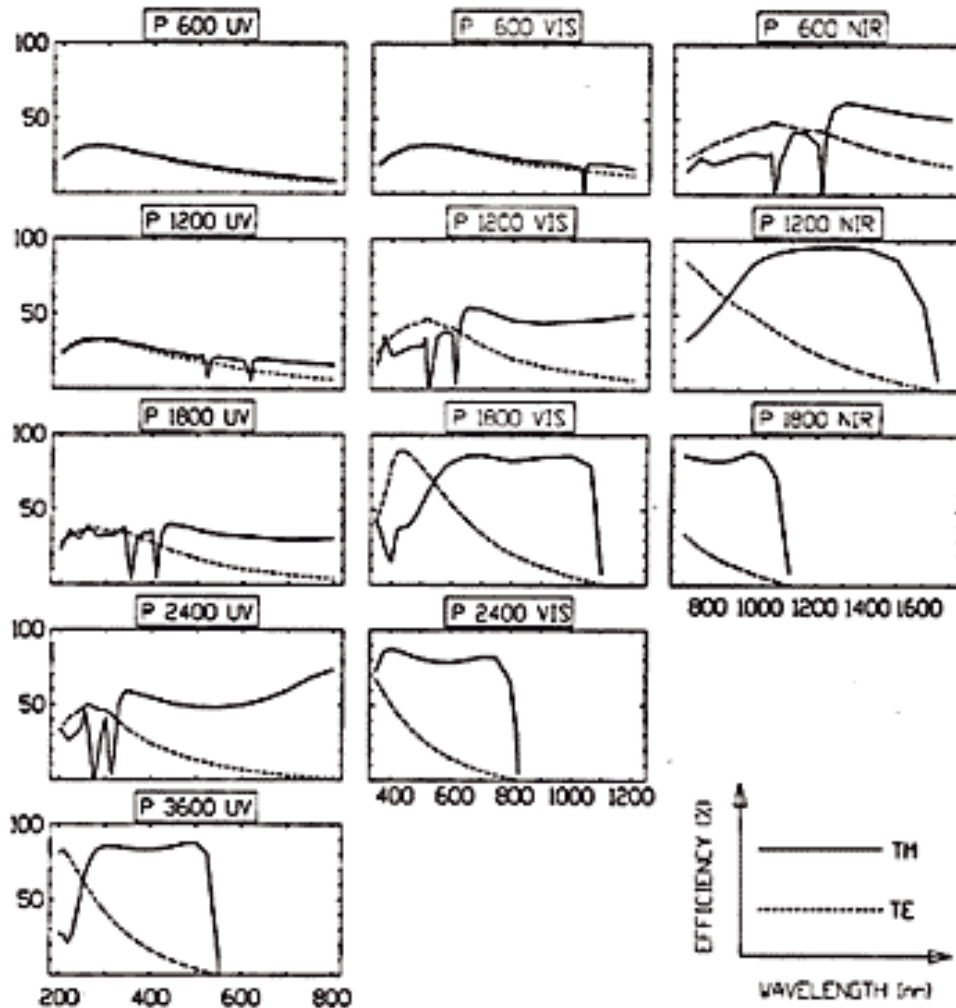 P 600 UV
P 600 VIS
P 600 NIR
100
50
P 1200 UV
P 1200 VIS
P 1200 NIR
100
50
P 1800 UV
P 1800 VIS
P 1800 NIR
100
50
800 1000 1200 1400 1600
P 2400 UV
P 2400 VIS
100
50
400 600 800 1000 1200
P 3600 UV
100
50
200 400 600 800
EFFICIENCY (%)
TM
TE
WAVELENGTH (nm)